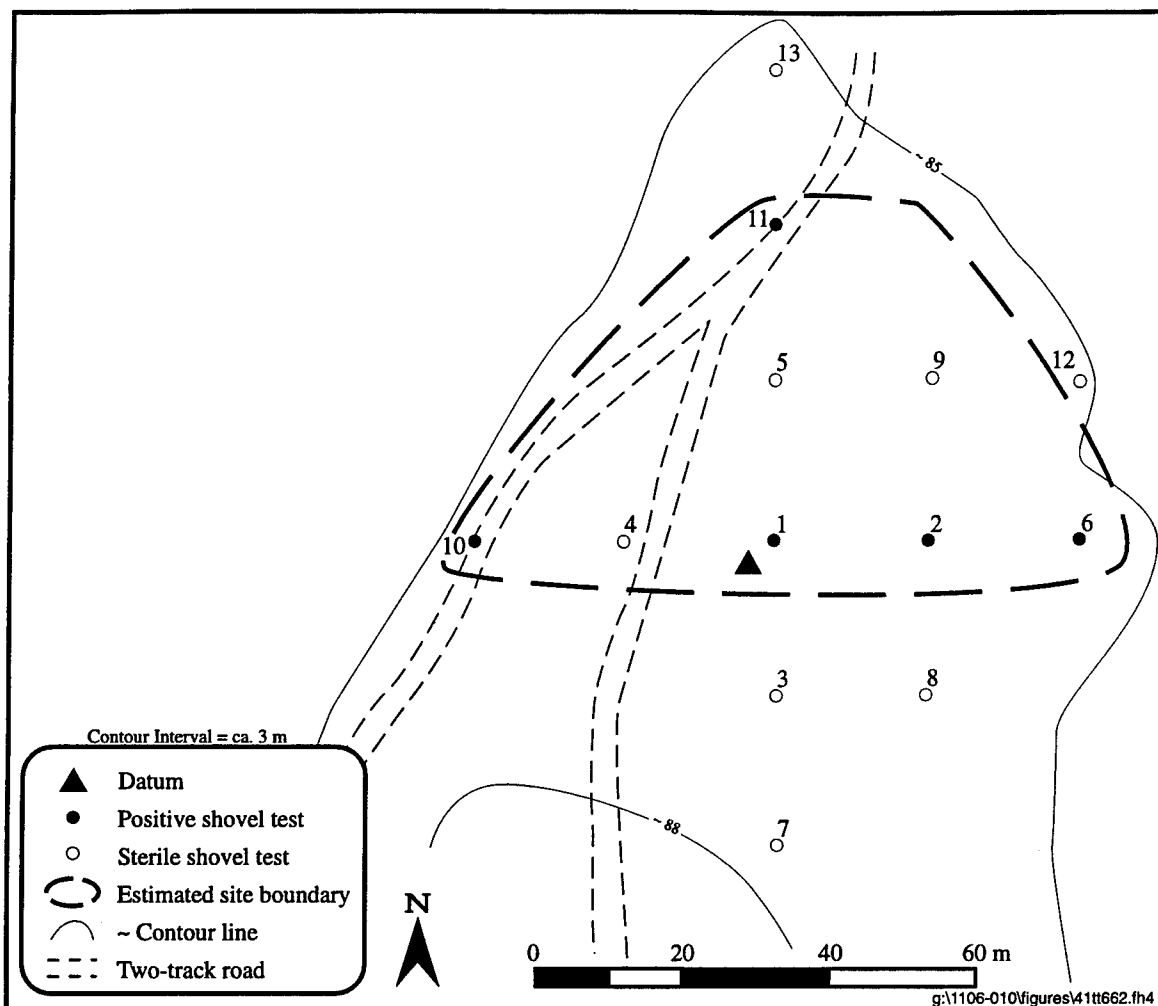 13
~ 85
11
5
9
12
10
4
1
2
6
3
8
7
~ 88
Contour Interval = ca. 3 m
Datum
Positive shovel test
Sterile shovel test
Estimated site boundary
~ Contour line
Two-track road
N
0 20 40 60 m
g:\1106-010\figures\41tt662.fh4